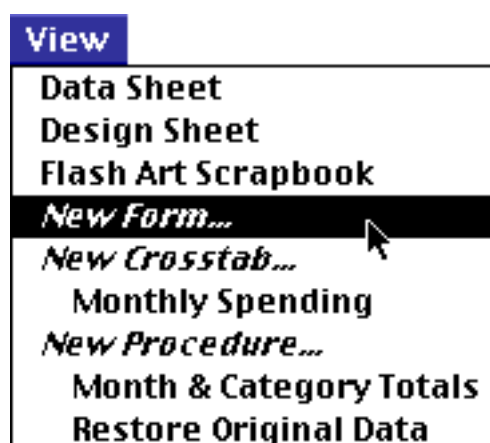 View
Data Sheet
Design Sheet
Flash Art Scrapbook
New Form...
New Crosstab...
Monthly Spending
New Procedure...
Month & Category Totals
Restore Original Data